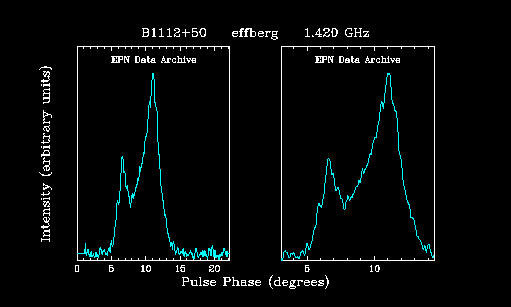 B1112+50 effberg 1.420 GHz
EPN Data Archive EPN Data Archive
Intensity (arbitrary units)
0 5 10 15 20 5 10
Pulse Phase (degrees)